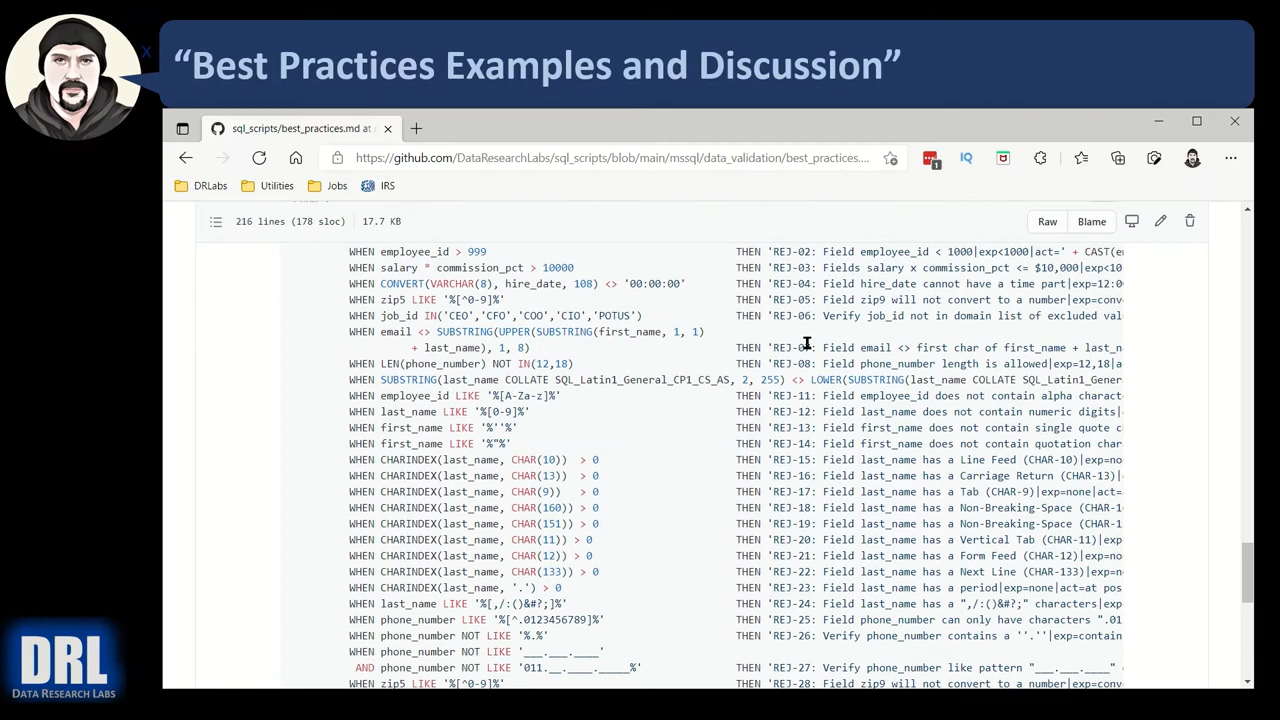 “Best Practices Examples and Discussion”
sql_scripts/best_practices.md at
https://github.com/DataResearchLabs/sql_scripts/blob/main/mssql/data_validation/best_practices....
DRLabs Utilities Jobs IRS
216 lines (178 sloc) 17.7 KB Raw Blame
WHEN employee_id > 999 THEN 'REJ-02: Field employee_id < 1000|exp<1000|act=' + CAST(e
WHEN salary * commission_pct > 10000 THEN 'REJ-03: Fields salary x commission_pct <= $10,000|exp<10
WHEN CONVERT(VARCHAR(8), hire_date, 108) <> '00:00:00' THEN 'REJ-04: Field hire_date cannot have a time part|exp=12:0
WHEN zip5 LIKE '%[^0-9]%' THEN 'REJ-05: Field zip9 will not convert to a number|exp=conv
WHEN job_id IN('CEO','CFO','COO','CIO','POTUS') THEN 'REJ-06: Verify job_id not in domain list of excluded val
WHEN email <> SUBSTRING(UPPER(SUBSTRING(first_name, 1, 1)
+ last_name), 1, 8) THEN 'REJ-0 : Field email <> first char of first_name + last_n
WHEN LEN(phone_number) NOT IN(12,18) THEN 'REJ-08: Field phone_number length is allowed|exp=12,18|a
WHEN SUBSTRING(last_name COLLATE SQL_Latin1_General_CP1_CS_AS, 2, 255) <> LOWER(SUBSTRING(last_name COLLATE SQL_Latin1_Gener
WHEN employee_id LIKE '%[A-Za-z]%' THEN 'REJ-11: Field employee_id does not contain alpha charact
WHEN last_name LIKE '%[0-9]%' THEN 'REJ-12: Field last_name does not contain numeric digits|
WHEN first_name LIKE '%''%' THEN 'REJ-13: Field first_name does not contain single quote c
WHEN first_name LIKE '%"%' THEN 'REJ-14: Field first_name does not contain quotation char
WHEN CHARINDEX(last_name, CHAR(10)) > 0 THEN 'REJ-15: Field last_name has a Line Feed (CHAR-10)|exp=no
WHEN CHARINDEX(last_name, CHAR(13)) > 0 THEN 'REJ-16: Field last_name has a Carriage Return (CHAR-13)|
WHEN CHARINDEX(last_name, CHAR(9)) > 0 THEN 'REJ-17: Field last_name has a Tab (CHAR-9)|exp=none|act=
WHEN CHARINDEX(last_name, CHAR(160)) > 0 THEN 'REJ-18: Field last_name has a Non-Breaking-Space (CHAR-1
WHEN CHARINDEX(last_name, CHAR(151)) > 0 THEN 'REJ-19: Field last_name has a Non-Breaking-Space (CHAR-1
WHEN CHARINDEX(last_name, CHAR(11)) > 0 THEN 'REJ-20: Field last_name has a Vertical Tab (CHAR-11)|exp
WHEN CHARINDEX(last_name, CHAR(12)) > 0 THEN 'REJ-21: Field last_name has a Form Feed (CHAR-12)|exp=no
WHEN CHARINDEX(last_name, CHAR(133)) > 0 THEN 'REJ-22: Field last_name has a Next Line (CHAR-133)|exp=n
WHEN CHARINDEX(last_name, '.') > 0 THEN 'REJ-23: Field last_name has a period|exp=none|act=at pos
WHEN last_name LIKE '%[,/:()&#?;]%' THEN 'REJ-24: Field last_name has a ",/:()&#?;" characters|exp
WHEN phone_number LIKE '%[^.0123456789]%' THEN 'REJ-25: Field phone_number can only have characters ".01
WHEN phone_number NOT LIKE '%.%' THEN 'REJ-26: Verify phone_number contains a ''.''|exp=contain
WHEN phone_number NOT LIKE '___.___.____'
AND phone_number NOT LIKE '011.__.____._____%' THEN 'REJ-27: Verify phone_number like pattern "___.___.____" o
WHEN zip5 LIKE '%[^0-9]%' THEN 'REJ-28: Field zip9 will not convert to a number|exp=conv
DRL
DATA RESEARCH LABS